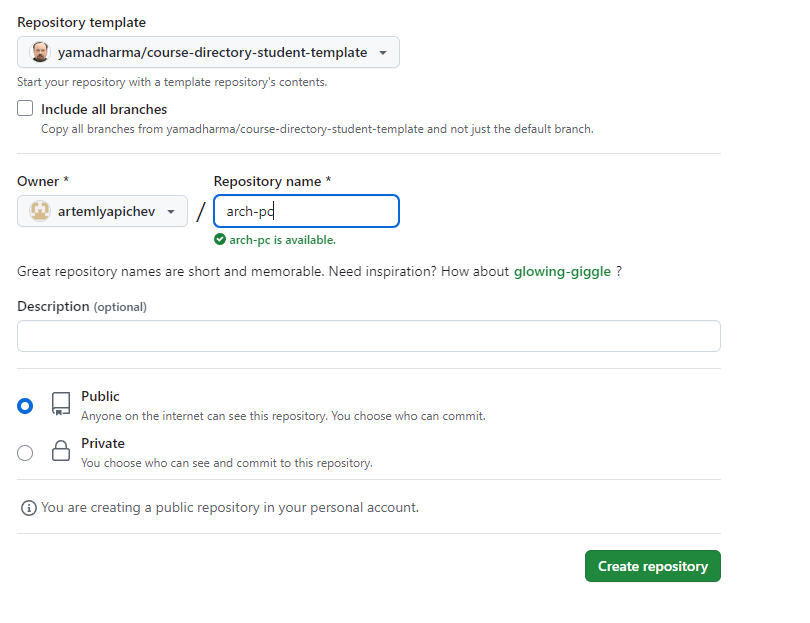 Repository template
yamadharma/course-directory-student-template
Start your repository with a template repository's contents.
Include all branches
Copy all branches from yamadharma/course-directory-student-template and not just the default branch.
Owner * Repository name *
artemlyapichev / arch-pc
arch-pc is available.
Great repository names are short and memorable. Need inspiration? How about glowing-giggle ?
Description (optional)
Public
Anyone on the internet can see this repository. You choose who can commit.
Private
You choose who can see and commit to this repository.
You are creating a public repository in your personal account.
Create repository